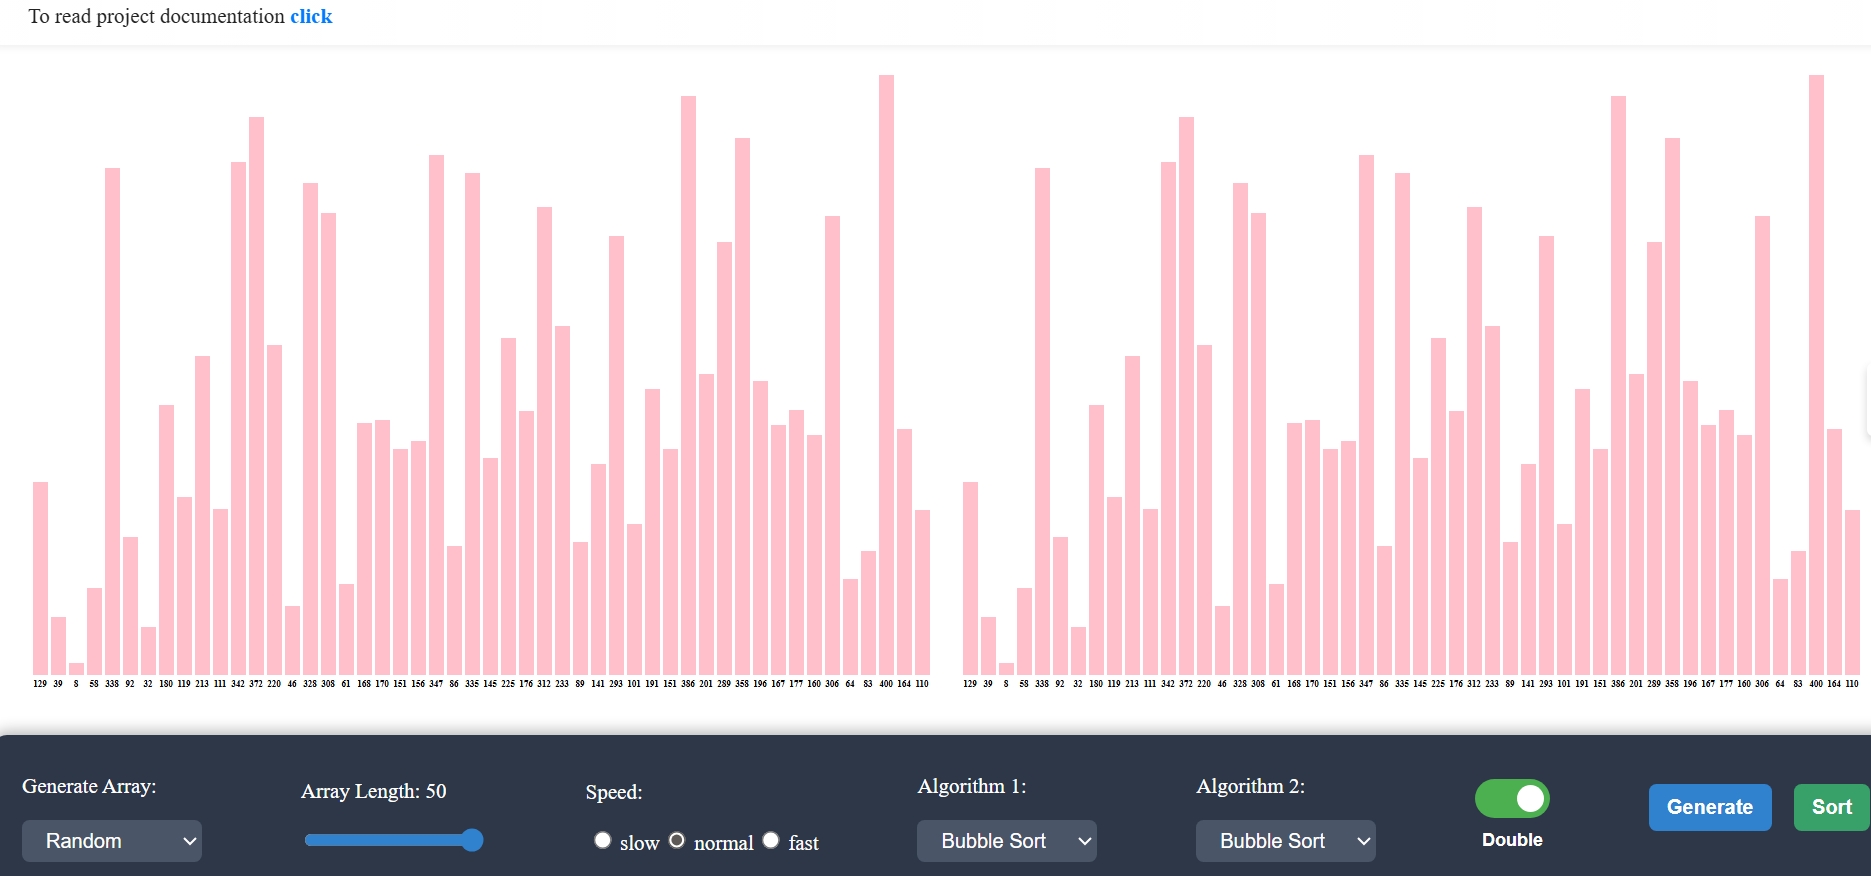 To read project documentation click
129 39 8 58 338 92 32 180 119 213 111 342 372 220 46 328 308 61 168 170 151 156 347 86 335 145 225 176 312 233 89 141 293 101 191 151 386 201 289 358 196 167 177 160 306 64 83 400 164 110
129 39 8 58 338 92 32 180 119 213 111 342 372 220 46 328 308 61 168 170 151 156 347 86 335 145 225 176 312 233 89 141 293 101 191 151 386 201 289 358 196 167 177 160 306 64 83 400 164 110
Generate Array:
Random
Array Length: 50
Speed:
slow normal fast
Algorithm 1:
Bubble Sort
Algorithm 2:
Bubble Sort
Double
Generate
Sort